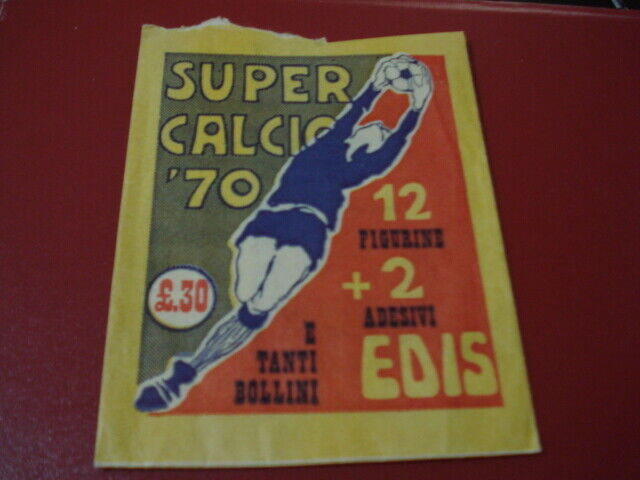 SUPER
CALCIO
'70
12
FIGURINE
+2
ADESIVI
EDIS
£.30
E
TANTI
BOLLINI